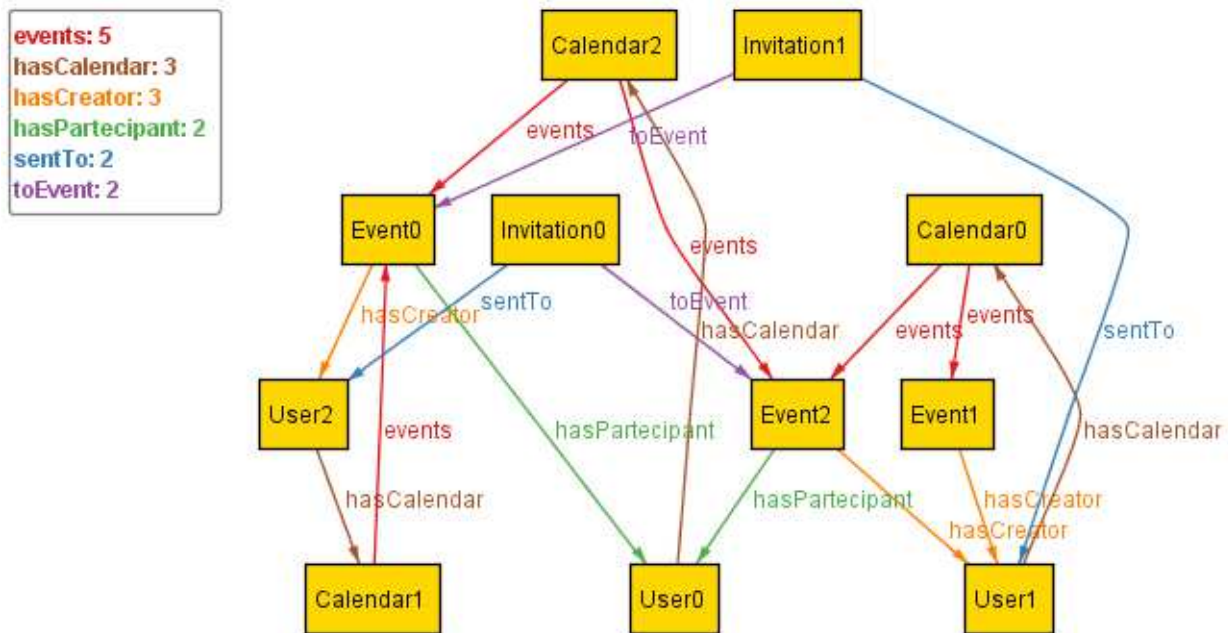 events: 5
hasCalendar: 3
hasCreator: 3
hasPartecipant: 2
sentTo: 2
toEvent: 2
Calendar2
Invitation1
events
toEvent
Event0
Invitation0
Calendar0
events
hasCreator
sentTo
toEvent
hasCalendar
events
events
sentTo
User2
Event2
Event1
events
hasPartecipant
hasCalendar
hasCalendar
hasPartecipant
hasCreator
hasCreator
Calendar1
User0
User1